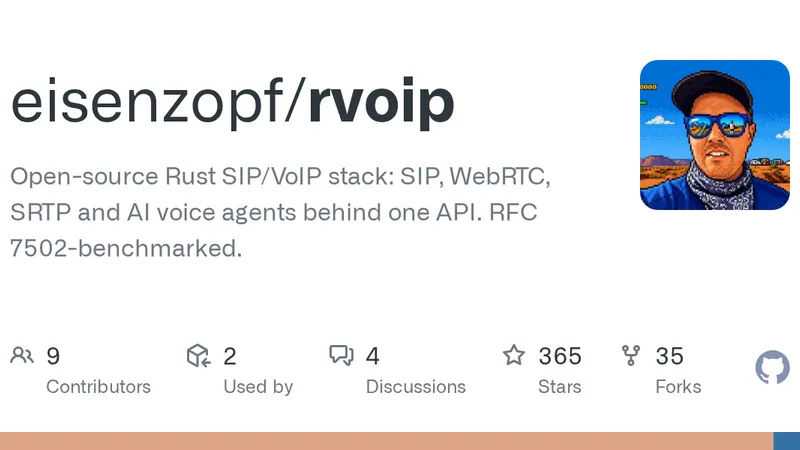 eisenzopf/rvoip
Open-source Rust SIP/VoIP stack: SIP, WebRTC,
SRTP and AI voice agents behind one API. RFC
7502-benchmarked.
9
Contributors
2
Used by
4
Discussions
365
Stars
35
Forks